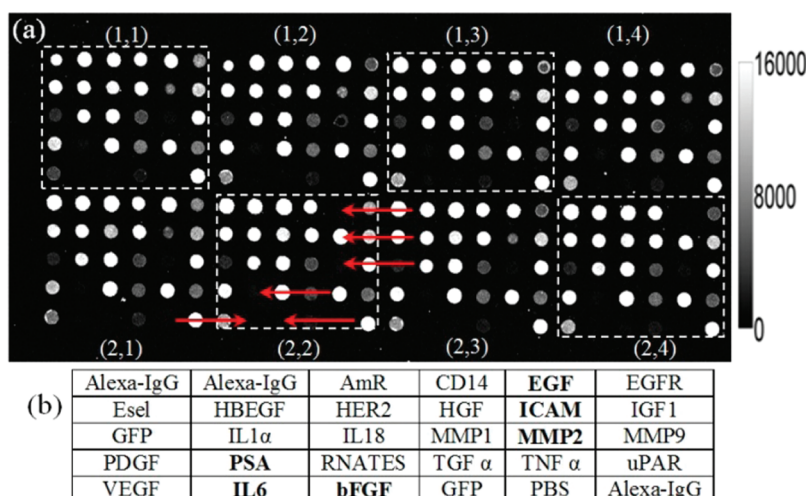 (a)
(1,1) (1,2) (1,3) (1,4)
16000
8000
0
(2,1) (2,2) (2,3) (2,4)
(b)
Alexa-IgG Alexa-IgG AmR CD14 EGF EGFR
Esel HBEGF HER2 HGF ICAM IGF1
GFP IL1α IL18 MMP1 MMP2 MMP9
PDGF PSA RNATES TGF α TNF α uPAR
VEGF IL6 bFGF GFP PBS Alexa-IgG